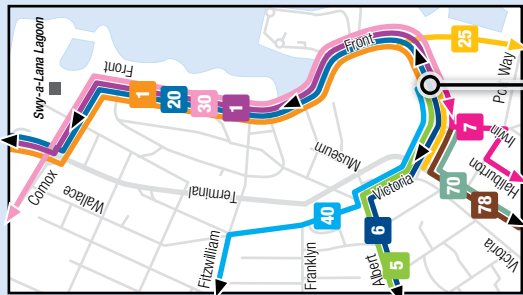 Swy-a-Lana Lagoon
Front
1
20
30
1
Front
25
Port Way
7
Irwin
Haliburton
Comox
Wallace
Terminal
Museum
Victoria
70
78
40
6
5
Fitzwilliam
Franklyn
Albert
Victoria